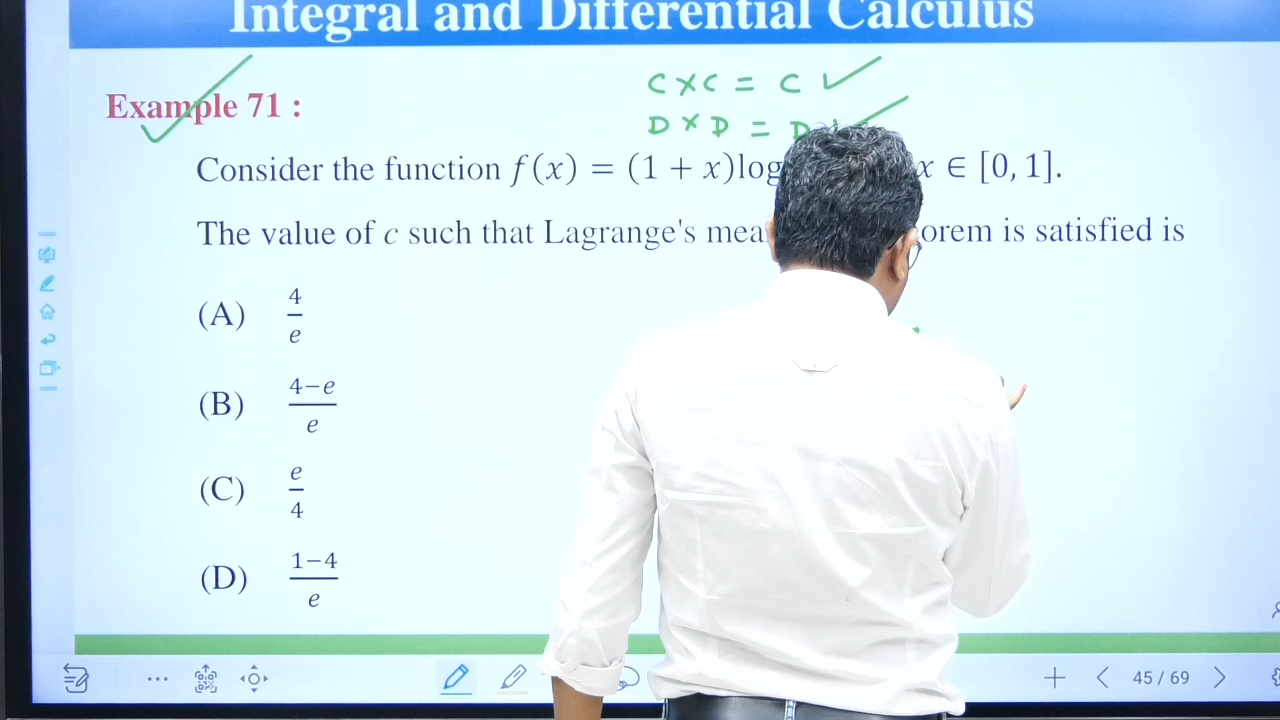 Integral and Differential Calculus
Example 71 :
C × C = C ✓
D × D = D
Consider the function f(x) = (1 + x)log x ∈ [0, 1].
The value of c such that Lagrange's orem is satisfied is
(A) 4/e
(B) 4−e/e
(C) e/4
(D) 1−4/e
45 / 69